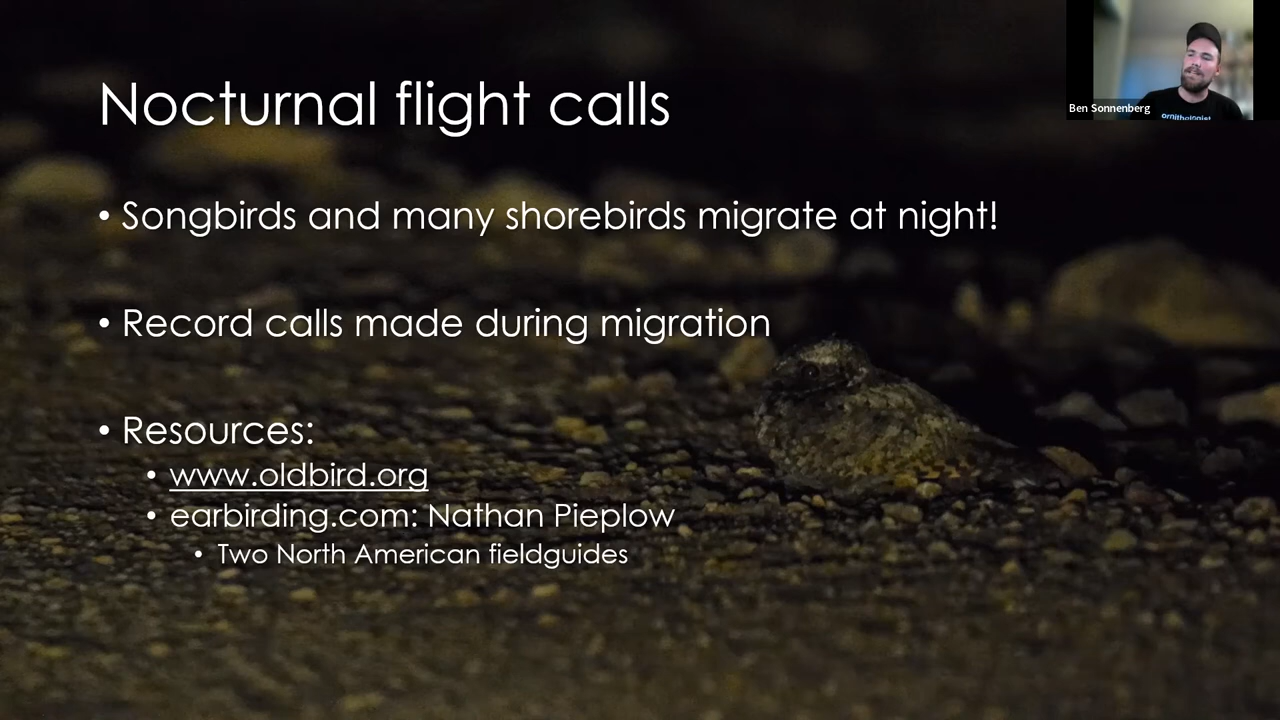 Nocturnal flight calls
Ben Sonnenberg
ornithologist
• Songbirds and many shorebirds migrate at night!
• Record calls made during migration
• Resources:
• www.oldbird.org
• earbirding.com: Nathan Pieplow
• Two North American fieldguides